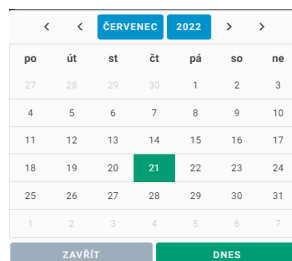 ‹ ‹ ČERVENEC 2022 › ›
po út st čt pá so ne
27 28 29 30 1 2 3
4 5 6 7 8 9 10
11 12 13 14 15 16 17
18 19 20 21 22 23 24
25 26 27 28 29 30 31
1 2 3 4 5 6 7
ZAVŘÍT DNES